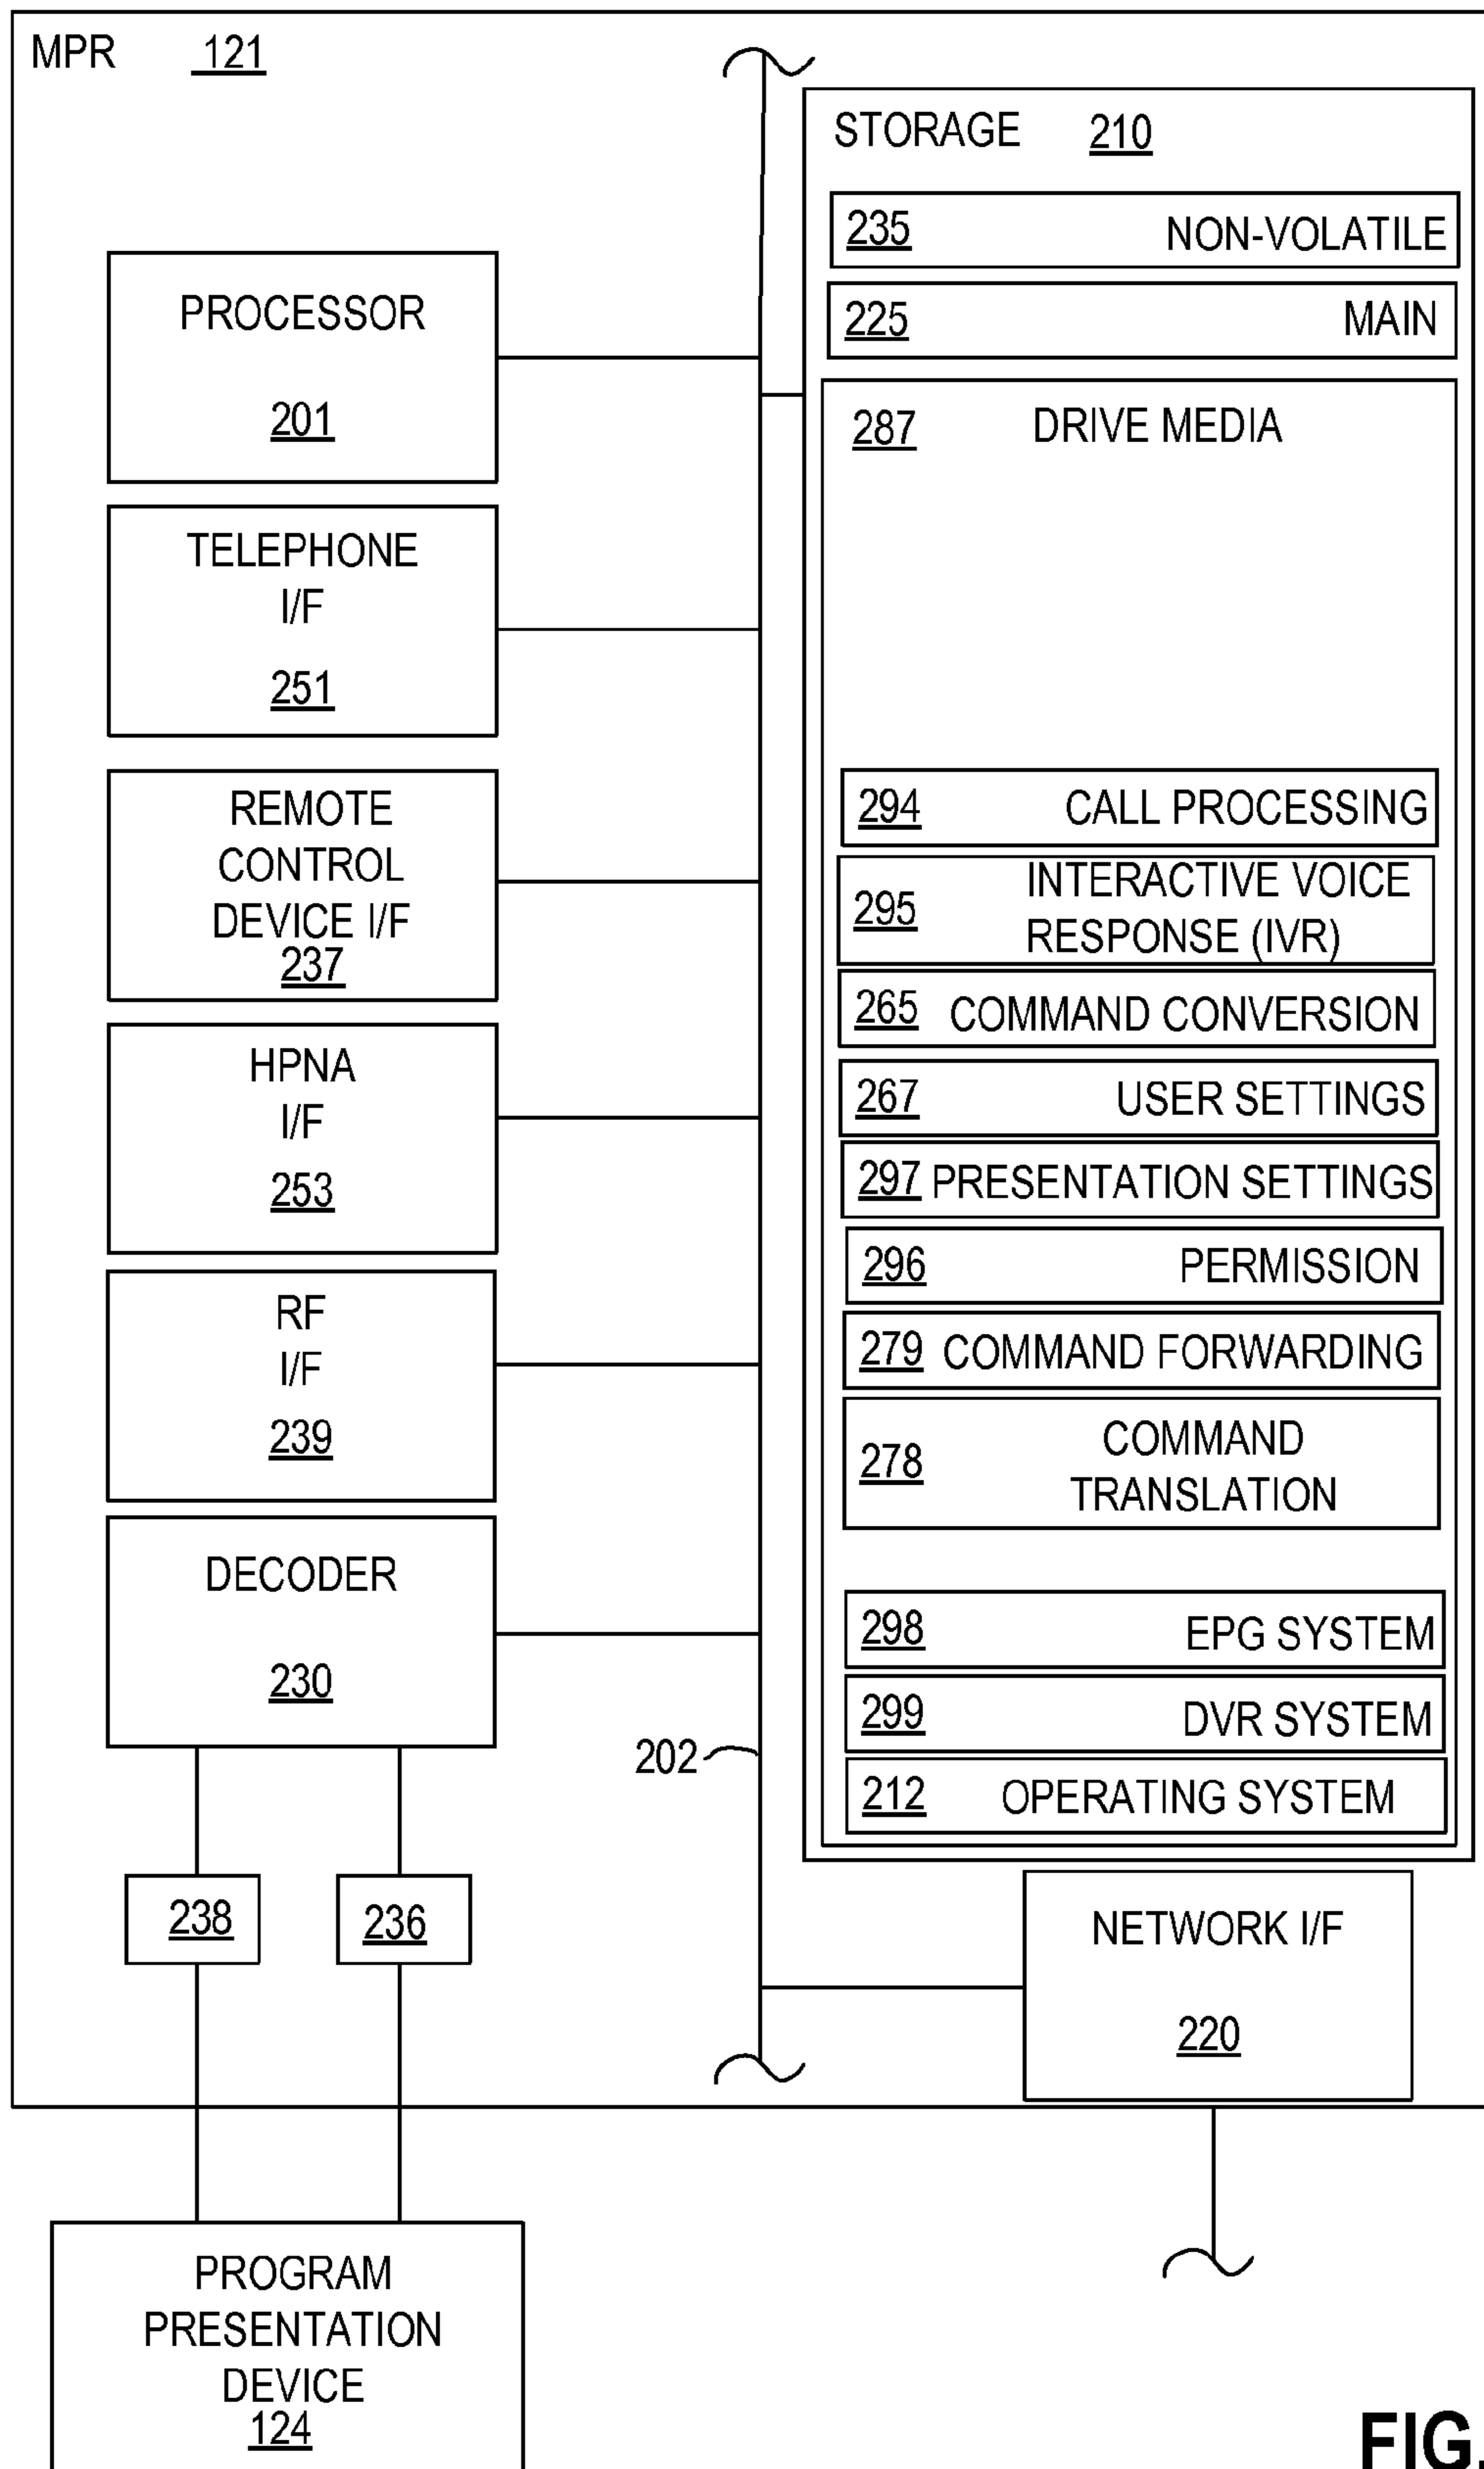 MPR 121
STORAGE 210
235 NON-VOLATILE
225 MAIN
287 DRIVE MEDIA
294 CALL PROCESSING
295 INTERACTIVE VOICE
RESPONSE (IVR)
265 COMMAND CONVERSION
267 USER SETTINGS
297 PRESENTATION SETTINGS
296 PERMISSION
279 COMMAND FORWARDING
278 COMMAND
TRANSLATION
298 EPG SYSTEM
299 DVR SYSTEM
212 OPERATING SYSTEM
PROCESSOR
201
TELEPHONE
I/F
251
REMOTE
CONTROL
DEVICE I/F
237
HPNA
I/F
253
RF
I/F
239
DECODER
230
202
238
236
NETWORK I/F
220
PROGRAM
PRESENTATION
DEVICE
124
FIG.